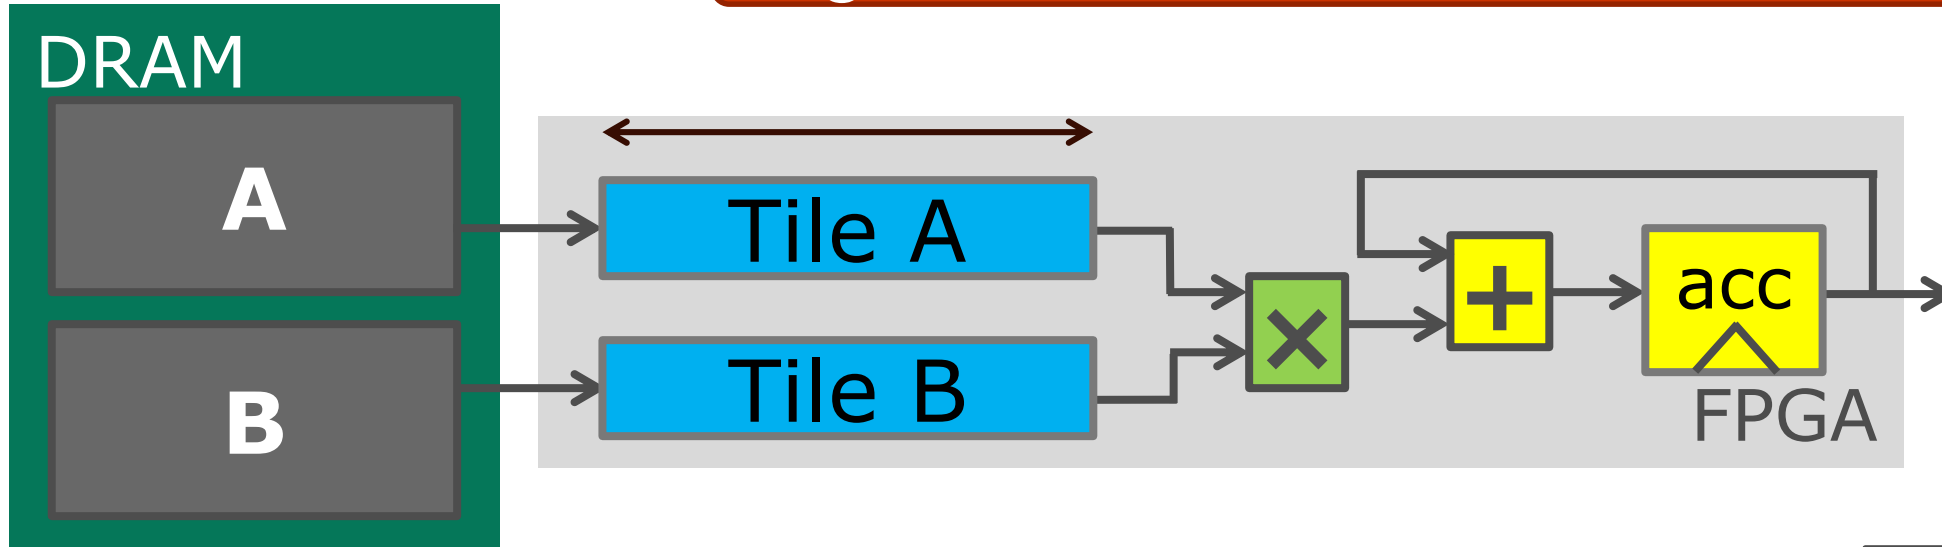 DRAM
A
B
Tile A
Tile B
×
+
acc
FPGA